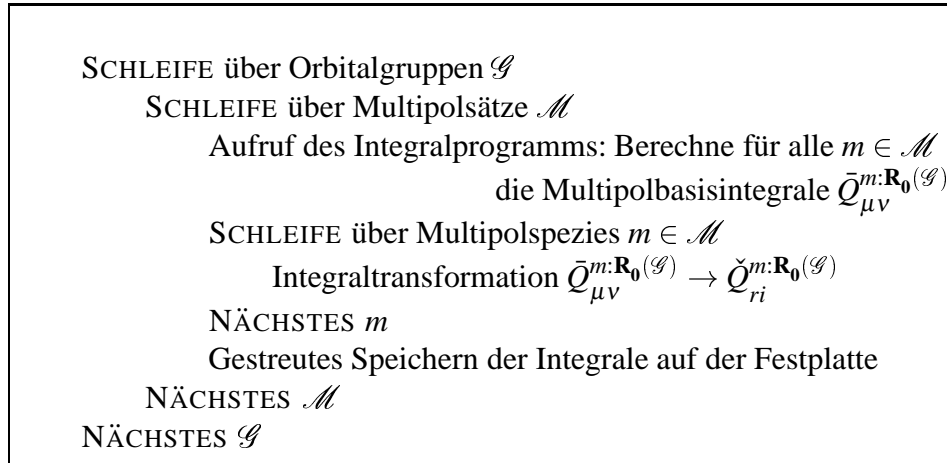 SCHLEIFE über Orbitalgruppen 𝒢
SCHLEIFE über Multipolsätze ℳ
Aufruf des Integralprogramms: Berechne für alle m ∈ ℳ
die Multipolbasisintegrale Q̄_{μν}^{m:R₀(𝒢)}
SCHLEIFE über Multipolspezies m ∈ ℳ
Integraltransformation Q̄_{μν}^{m:R₀(𝒢)} → Q̌_{ri}^{m:R₀(𝒢)}
NÄCHSTES m
Gestreutes Speichern der Integrale auf der Festplatte
NÄCHSTES ℳ
NÄCHSTES 𝒢